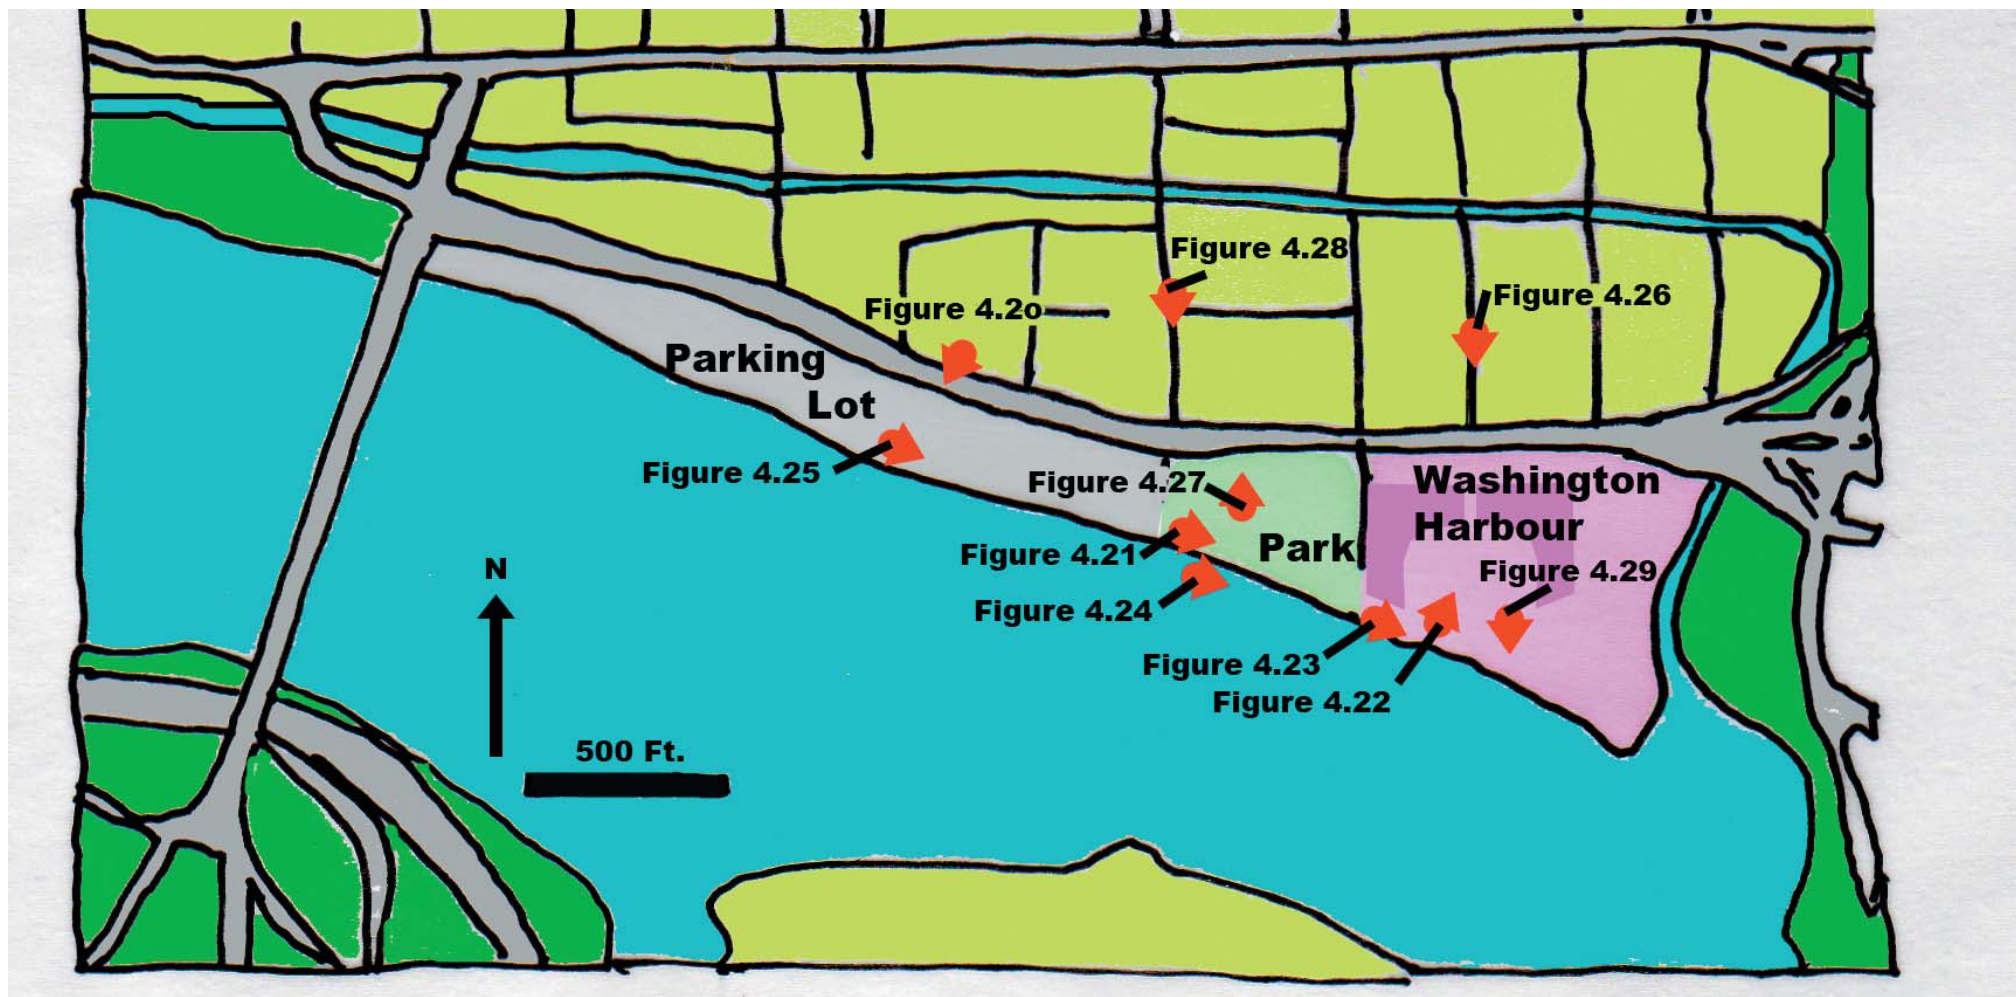 Figure 4.28
Figure 4.26
Figure 4.2o
Parking
Lot
Figure 4.25
Figure 4.27
Washington
Harbour
Figure 4.21
Park
Figure 4.29
N
Figure 4.24
Figure 4.23
Figure 4.22
500 Ft.